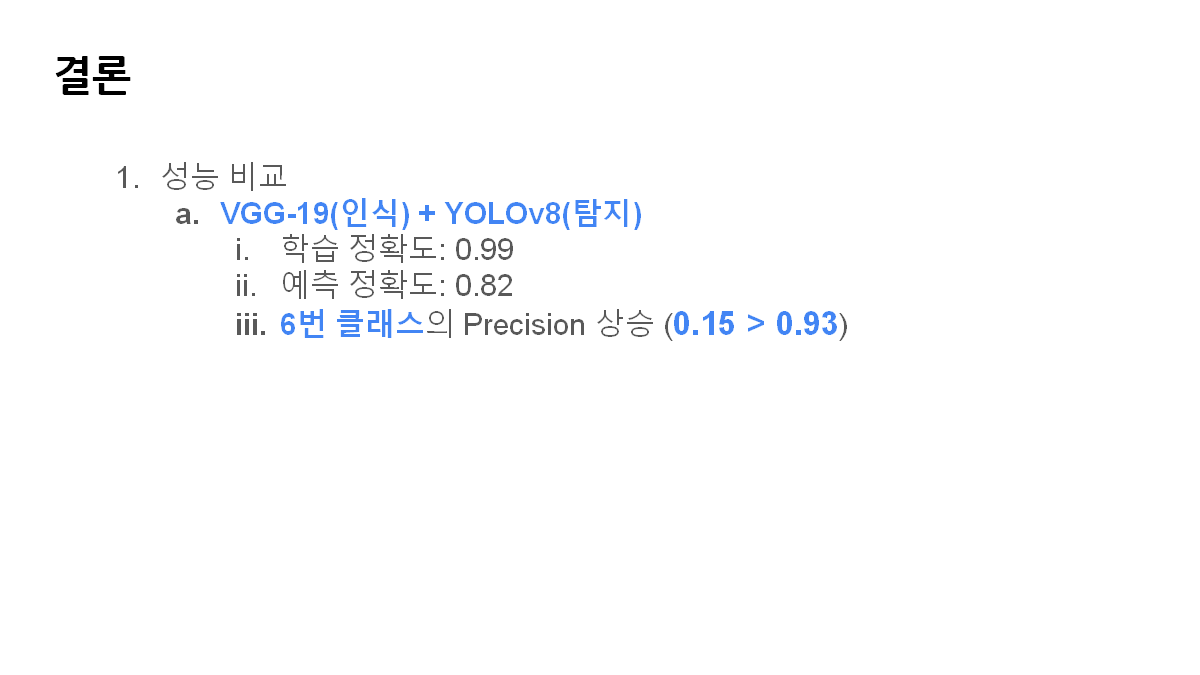 결론
1. 성능 비교
a. VGG-19(인식) + YOLOv8(탐지)
i. 학습 정확도: 0.99
ii. 예측 정확도: 0.82
iii. 6번 클래스의 Precision 상승 (0.15 > 0.93)